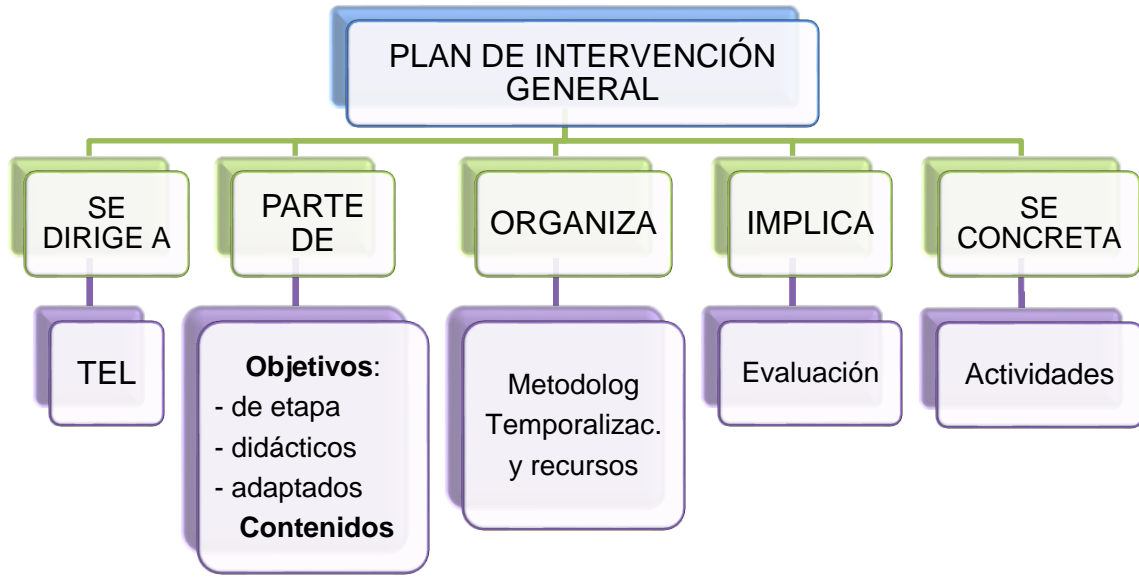 PLAN DE INTERVENCIÓN
GENERAL
SE
DIRIGE A
PARTE
DE
ORGANIZA
IMPLICA
SE
CONCRETA
TEL
Objetivos:
- de etapa
- didácticos
- adaptados
Contenidos
Metodolog
Temporalizac.
y recursos
Evaluación
Actividades